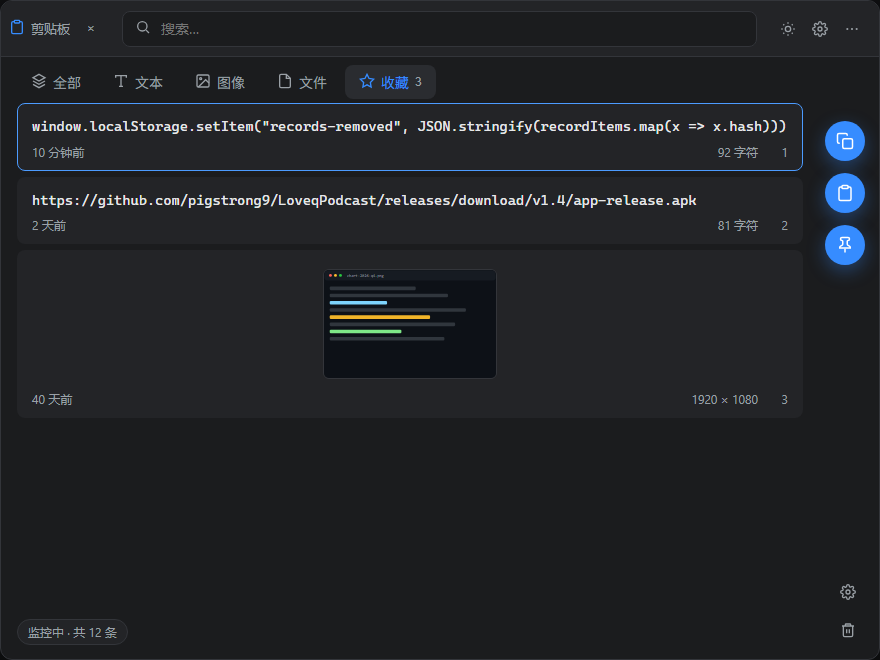 剪贴板 ×
搜索...
全部 文本 图像 文件 收藏 3
window.localStorage.setItem("records-removed", JSON.stringify(recordItems.map(x => x.hash)))
10 分钟前 92 字符 1
https://github.com/pigstrong9/LoveqPodcast/releases/download/v1.4/app-release.apk
2 天前 81 字符 2
40 天前 1920 × 1080 3
监控中 · 共 12 条